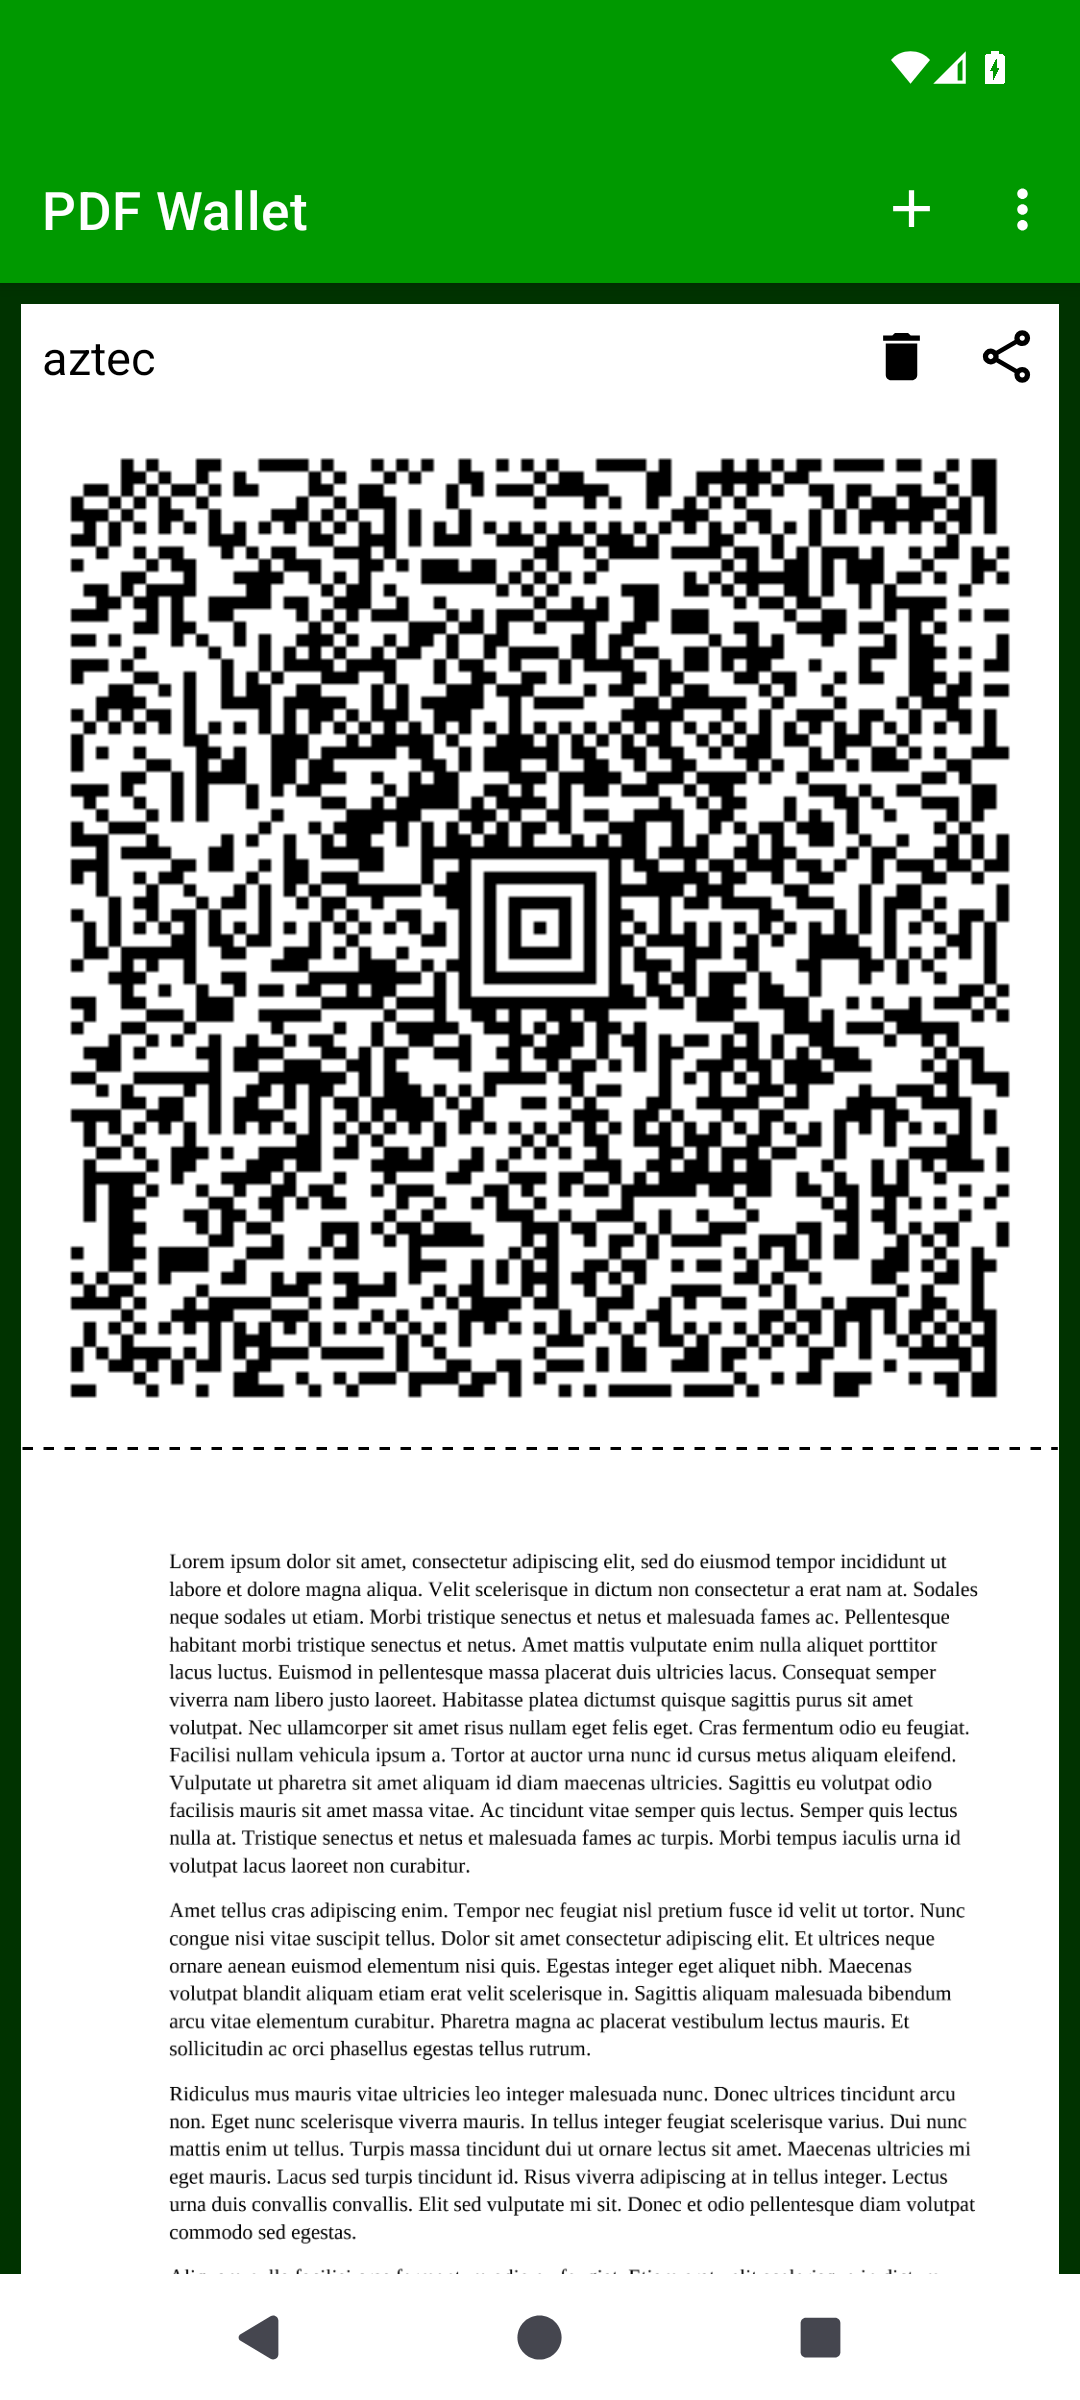 PDF Wallet
aztec
Lorem ipsum dolor sit amet, consectetur adipiscing elit, sed do eiusmod tempor incididunt ut
labore et dolore magna aliqua. Velit scelerisque in dictum non consectetur a erat nam at. Sodales
neque sodales ut etiam. Morbi tristique senectus et netus et malesuada fames ac. Pellentesque
habitant morbi tristique senectus et netus. Amet mattis vulputate enim nulla aliquet porttitor
lacus luctus. Euismod in pellentesque massa placerat duis ultricies lacus. Consequat semper
viverra nam libero justo laoreet. Habitasse platea dictumst quisque sagittis purus sit amet
volutpat. Nec ullamcorper sit amet risus nullam eget felis eget. Cras fermentum odio eu feugiat.
Facilisi nullam vehicula ipsum a. Tortor at auctor urna nunc id cursus metus aliquam eleifend.
Vulputate ut pharetra sit amet aliquam id diam maecenas ultricies. Sagittis eu volutpat odio
facilisis mauris sit amet massa vitae. Ac tincidunt vitae semper quis lectus. Semper quis lectus
nulla at. Tristique senectus et netus et malesuada fames ac turpis. Morbi tempus iaculis urna id
volutpat lacus laoreet non curabitur.
Amet tellus cras adipiscing enim. Tempor nec feugiat nisl pretium fusce id velit ut tortor. Nunc
congue nisi vitae suscipit tellus. Dolor sit amet consectetur adipiscing elit. Et ultrices neque
ornare aenean euismod elementum nisi quis. Egestas integer eget aliquet nibh. Maecenas
volutpat blandit aliquam etiam erat velit scelerisque in. Sagittis aliquam malesuada bibendum
arcu vitae elementum curabitur. Pharetra magna ac placerat vestibulum lectus mauris. Et
sollicitudin ac orci phasellus egestas tellus rutrum.
Ridiculus mus mauris vitae ultricies leo integer malesuada nunc. Donec ultrices tincidunt arcu
non. Eget nunc scelerisque viverra mauris. In tellus integer feugiat scelerisque varius. Dui nunc
mattis enim ut tellus. Turpis massa tincidunt dui ut ornare lectus sit amet. Maecenas ultricies mi
eget mauris. Lacus sed turpis tincidunt id. Risus viverra adipiscing at in tellus integer. Lectus
urna duis convallis convallis. Elit sed vulputate mi sit. Donec et odio pellentesque diam volutpat
commodo sed egestas.